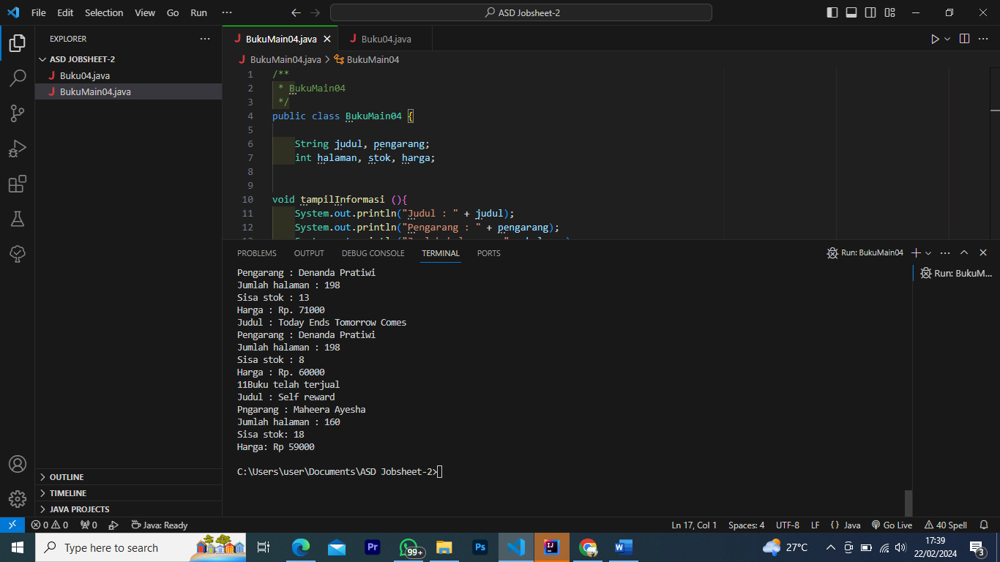 File Edit Selection View Go Run ··· ASD Jobsheet-2
EXPLORER ···
ASD JOBSHEET-2
J Buku04.java
J BukuMain04.java
OUTLINE
TIMELINE
JAVA PROJECTS
J BukuMain04.java J Buku04.java
J BukuMain04.java > BukuMain04
1 /**
2  * BukuMain04
3  */
4 public class BukuMain04 {
5
6     String judul, pengarang;
7     int halaman, stok, harga;
8
9
10 void tampilInformasi (){
11     System.out.println("Judul : " + judul);
12     System.out.println("Pengarang : " + pengarang);
PROBLEMS OUTPUT DEBUG CONSOLE TERMINAL PORTS Run: BukuMain04
Run: BukuM...
Pengarang : Denanda Pratiwi
Jumlah halaman : 198
Sisa stok : 13
Harga : Rp. 71000
Judul : Today Ends Tomorrow Comes
Pengarang : Denanda Pratiwi
Jumlah halaman : 198
Sisa stok : 8
Harga : Rp. 60000
11Buku telah terjual
Judul : Self reward
Pngarang : Maheera Ayesha
Jumlah halaman : 160
Sisa stok: 18
Harga: Rp 59000
C:\Users\user\Documents\ASD Jobsheet-2>
0 0 0 Java: Ready Ln 17, Col 1 Spaces: 4 UTF-8 LF {} Java Go Live 40 Spell
Type here to search Pr 99+ Ps IJ W 27°C 17:39
22/02/2024 3